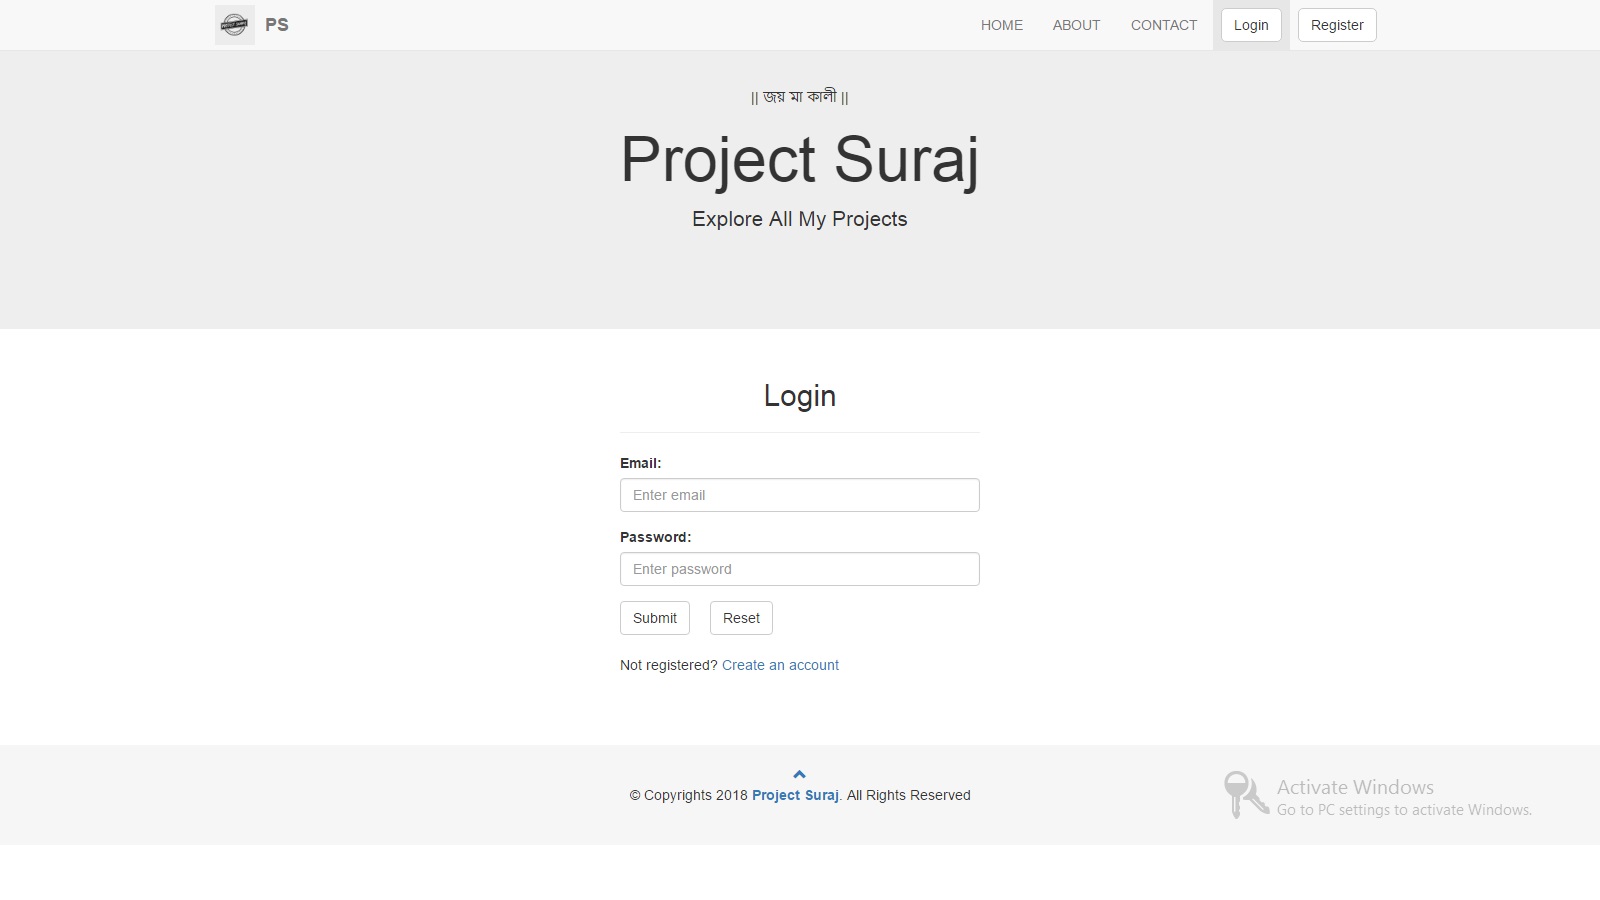 PS
HOME ABOUT CONTACT Login Register
|| জয় মা কালী ||
Project Suraj
Explore All My Projects
Login
Email:
Enter email
Password:
Enter password
Submit Reset
Not registered? Create an account
© Copyrights 2018 Project Suraj. All Rights Reserved
Activate Windows
Go to PC settings to activate Windows.